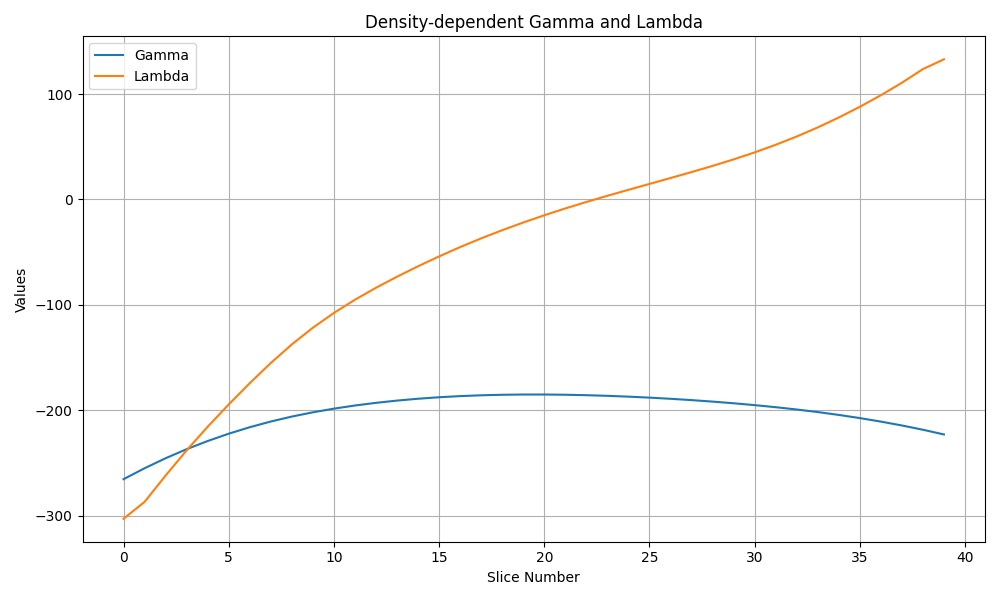 Density-dependent Gamma and Lambda
Gamma
Lambda
Values
100
0
−100
−200
−300
0 5 10 15 20 25 30 35 40
Slice Number